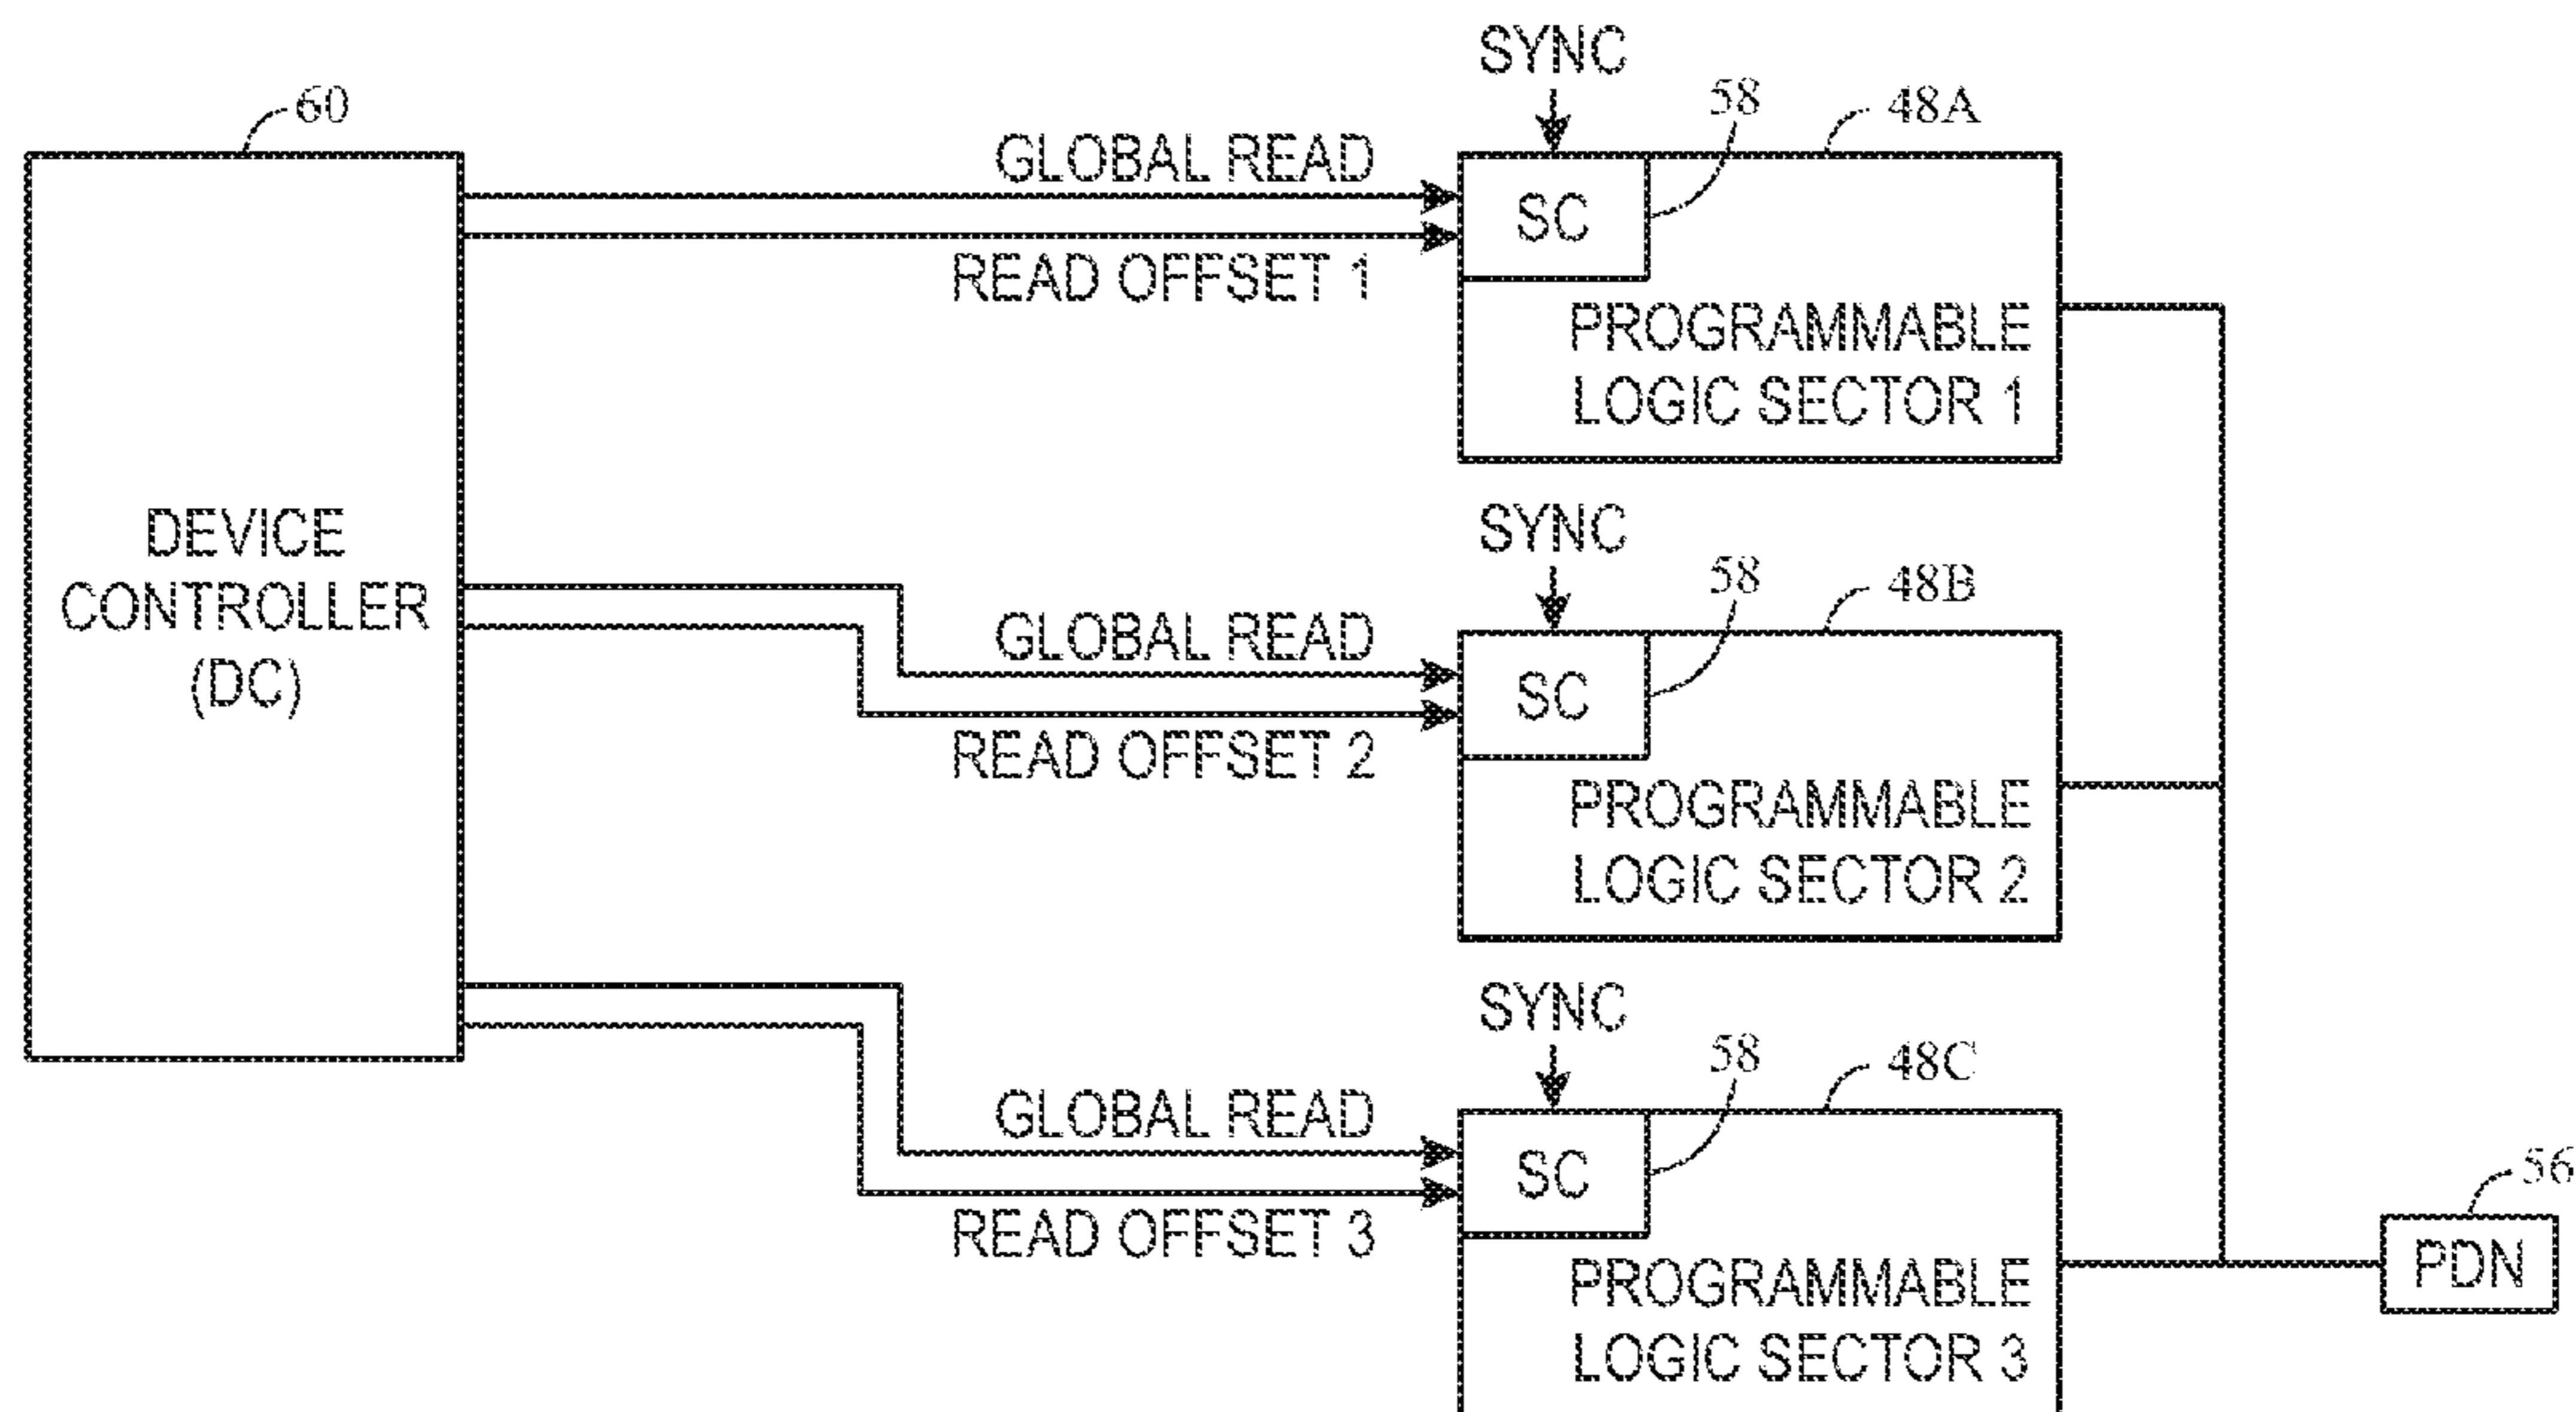 60
DEVICE
CONTROLLER
(DC)
SYNC
58
48A
GLOBAL READ
READ OFFSET 1
SC
PROGRAMMABLE
LOGIC SECTOR 1
SYNC
58
48B
GLOBAL READ
READ OFFSET 2
SC
PROGRAMMABLE
LOGIC SECTOR 2
SYNC
58
48C
GLOBAL READ
READ OFFSET 3
SC
PROGRAMMABLE
LOGIC SECTOR 3
56
PDN